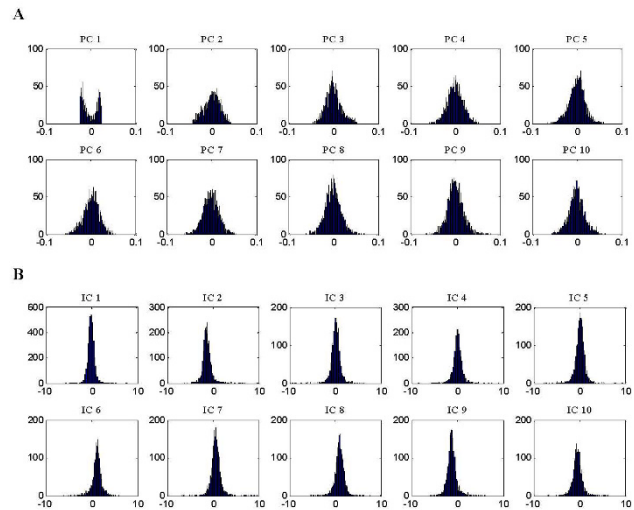 A
PC 1 PC 2 PC 3 PC 4 PC 5
100 100 100 100 100
50 50 50 50 50
0 0 0 0 0
-0.1 0 0.1 -0.1 0 0.1 -0.1 0 0.1 -0.1 0 0.1 -0.1 0 0.1
PC 6 PC 7 PC 8 PC 9 PC 10
100 100 100 100 100
50 50 50 50 50
0 0 0 0 0
-0.1 0 0.1 -0.1 0 0.1 -0.1 0 0.1 -0.1 0 0.1 -0.1 0 0.1
B
IC 1 IC 2 IC 3 IC 4 IC 5
600 300 200 300 200
400 200 100 200 100
200 100 100
0 0 0 0 0
-10 0 10 -10 0 10 -10 0 10 -10 0 10 -10 0 10
IC 6 IC 7 IC 8 IC 9 IC 10
200 200 200 200 200
100 100 100 100 100
0 0 0 0 0
-10 0 10 -10 0 10 -10 0 10 -10 0 10 -10 0 10